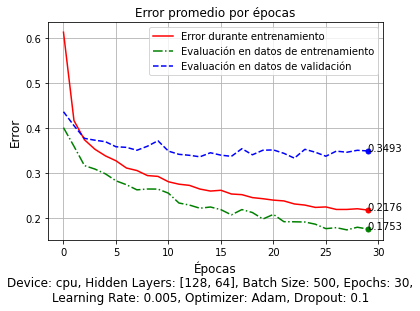 Error promedio por épocas
Error durante entrenamiento
Evaluación en datos de entrenamiento
Evaluación en datos de validación
0.6
0.5
0.4
0.3
0.2
Error
0.3493
0.2176
0.1753
0 5 10 15 20 25 30
Épocas
Device: cpu, Hidden Layers: [128, 64], Batch Size: 500, Epochs: 30,
Learning Rate: 0.005, Optimizer: Adam, Dropout: 0.1